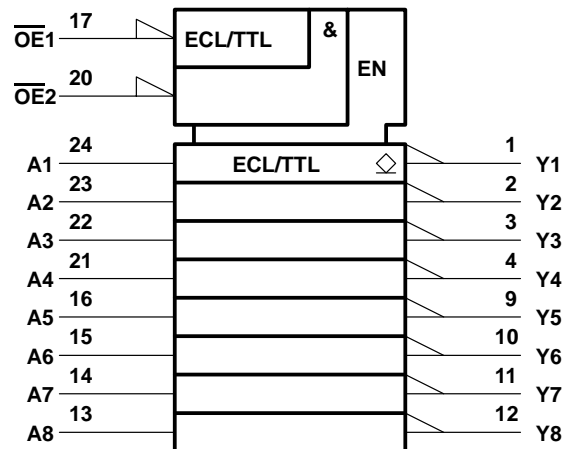 OE1 17 ECL/TTL &
EN
OE2 20
A1 24 ECL/TTL 1 Y1
A2 23 2 Y2
A3 22 3 Y3
A4 21 4 Y4
A5 16 9 Y5
A6 15 10 Y6
A7 14 11 Y7
A8 13 12 Y8